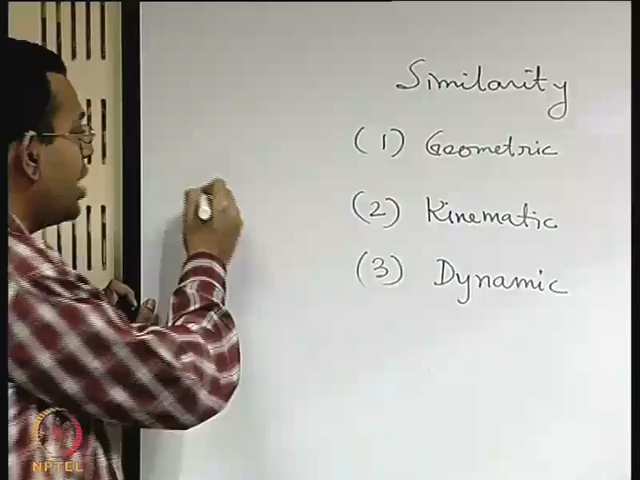 Similarity
(1) Geometric
(2) Kinematic
(3) Dynamic
NPTEL